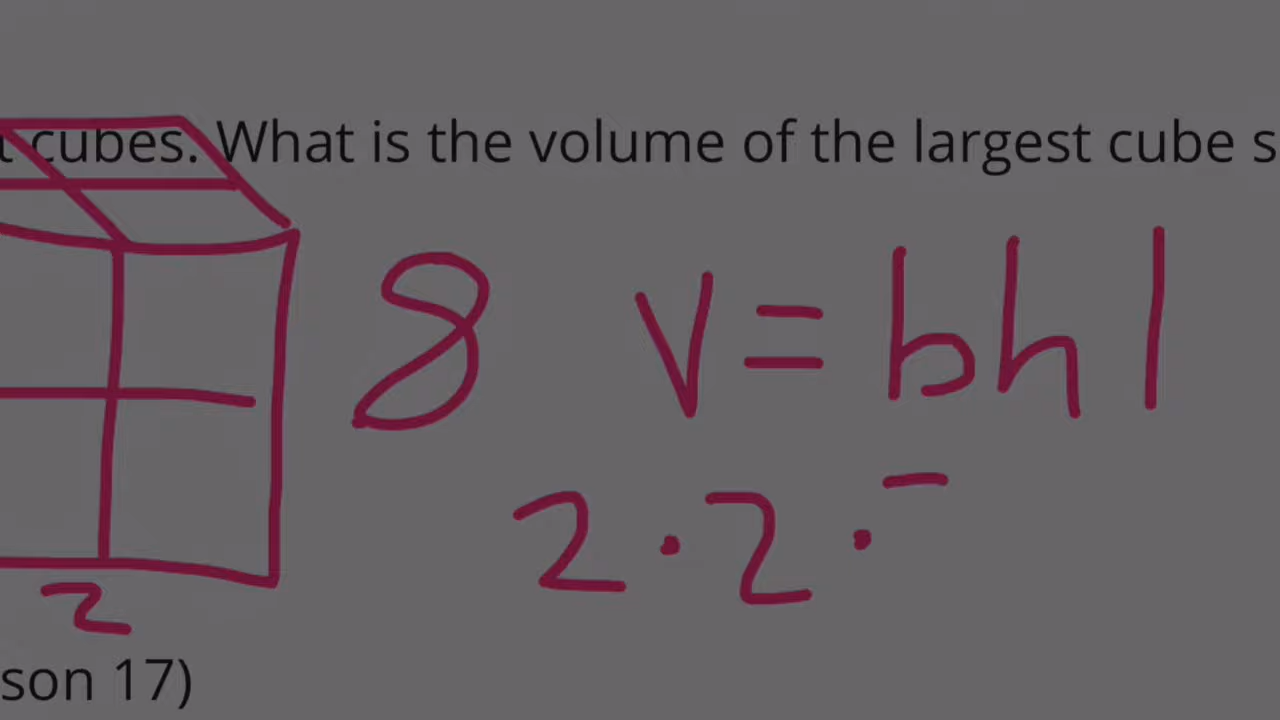 t cubes. What is the volume of the largest cube s
8 V = bhl
2 · 2 ·
2
son 17)